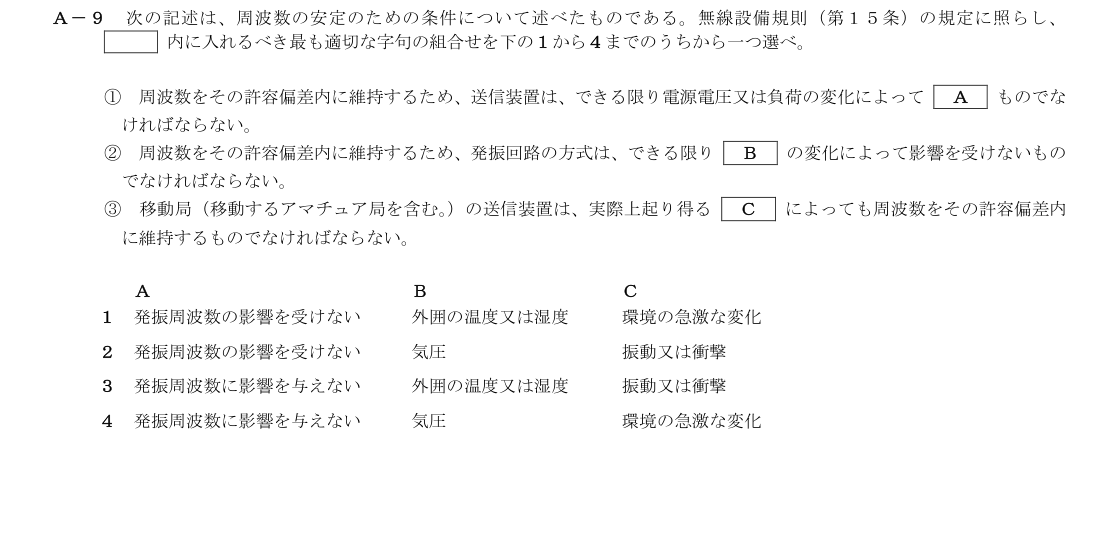 A－9　次の記述は、周波数の安定のための条件について述べたものである。無線設備規則（第１５条）の規定に照らし、
内に入れるべき最も適切な字句の組合せを下の1から4までのうちから一つ選べ。
①　周波数をその許容偏差内に維持するため、送信装置は、できる限り電源電圧又は負荷の変化によって A ものでな
ければならない。
②　周波数をその許容偏差内に維持するため、発振回路の方式は、できる限り B の変化によって影響を受けないもの
でなければならない。
③　移動局（移動するアマチュア局を含む。）の送信装置は、実際上起り得る C によっても周波数をその許容偏差内
に維持するものでなければならない。
A　B　C
1　発振周波数の影響を受けない　外囲の温度又は湿度　環境の急激な変化
2　発振周波数の影響を受けない　気圧　振動又は衝撃
3　発振周波数に影響を与えない　外囲の温度又は湿度　振動又は衝撃
4　発振周波数に影響を与えない　気圧　環境の急激な変化